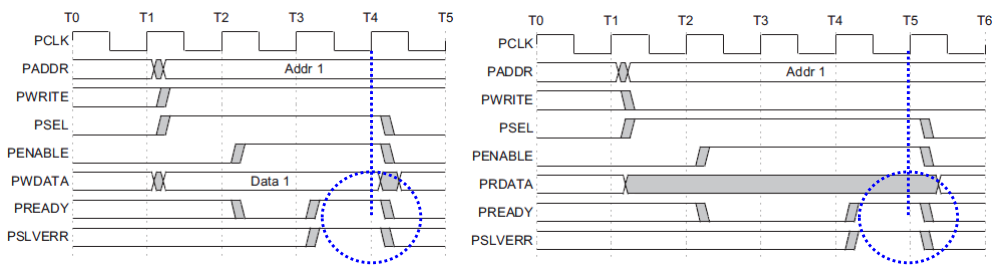 T0 T1 T2 T3 T4 T5
PCLK
PADDR Addr 1
PWRITE
PSEL
PENABLE
PWDATA Data 1
PREADY
PSLVERR
T0 T1 T2 T3 T4 T5 T6
PCLK
PADDR Addr 1
PWRITE
PSEL
PENABLE
PRDATA
PREADY
PSLVERR